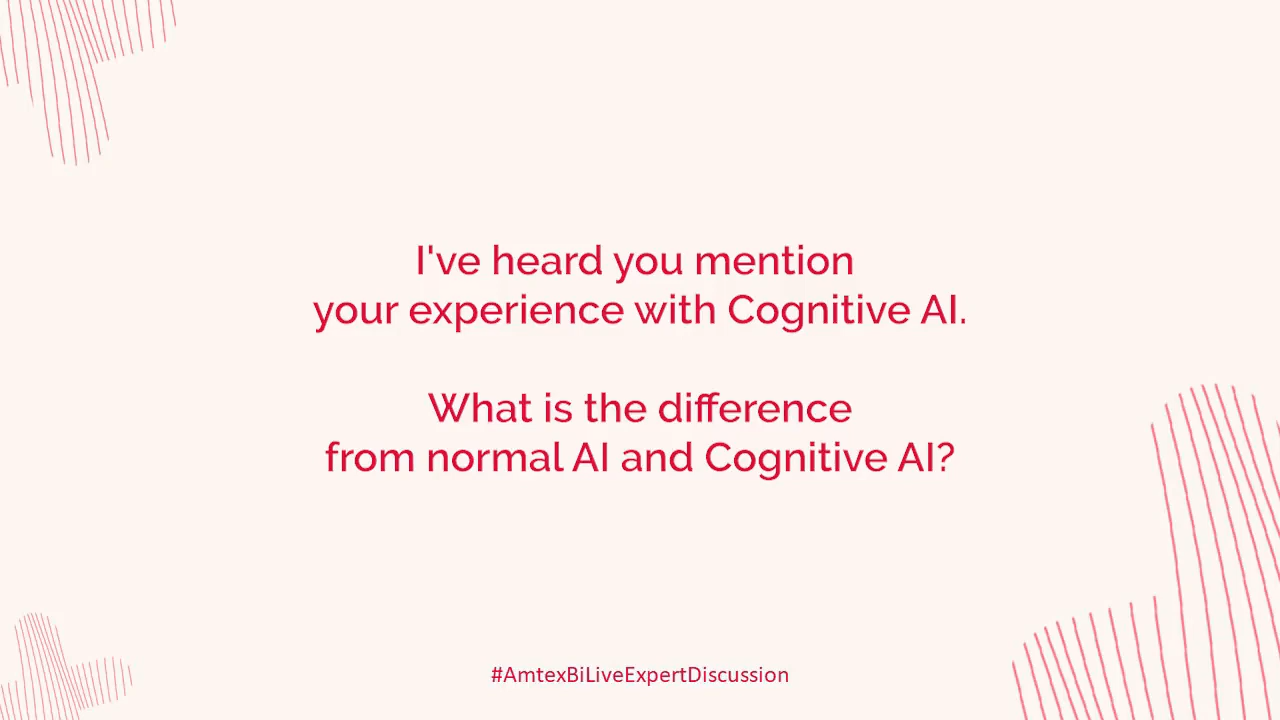 I've heard you mention
your experience with Cognitive AI.
What is the difference
from normal AI and Cognitive AI?
#AmtexBiLiveExpertDiscussion